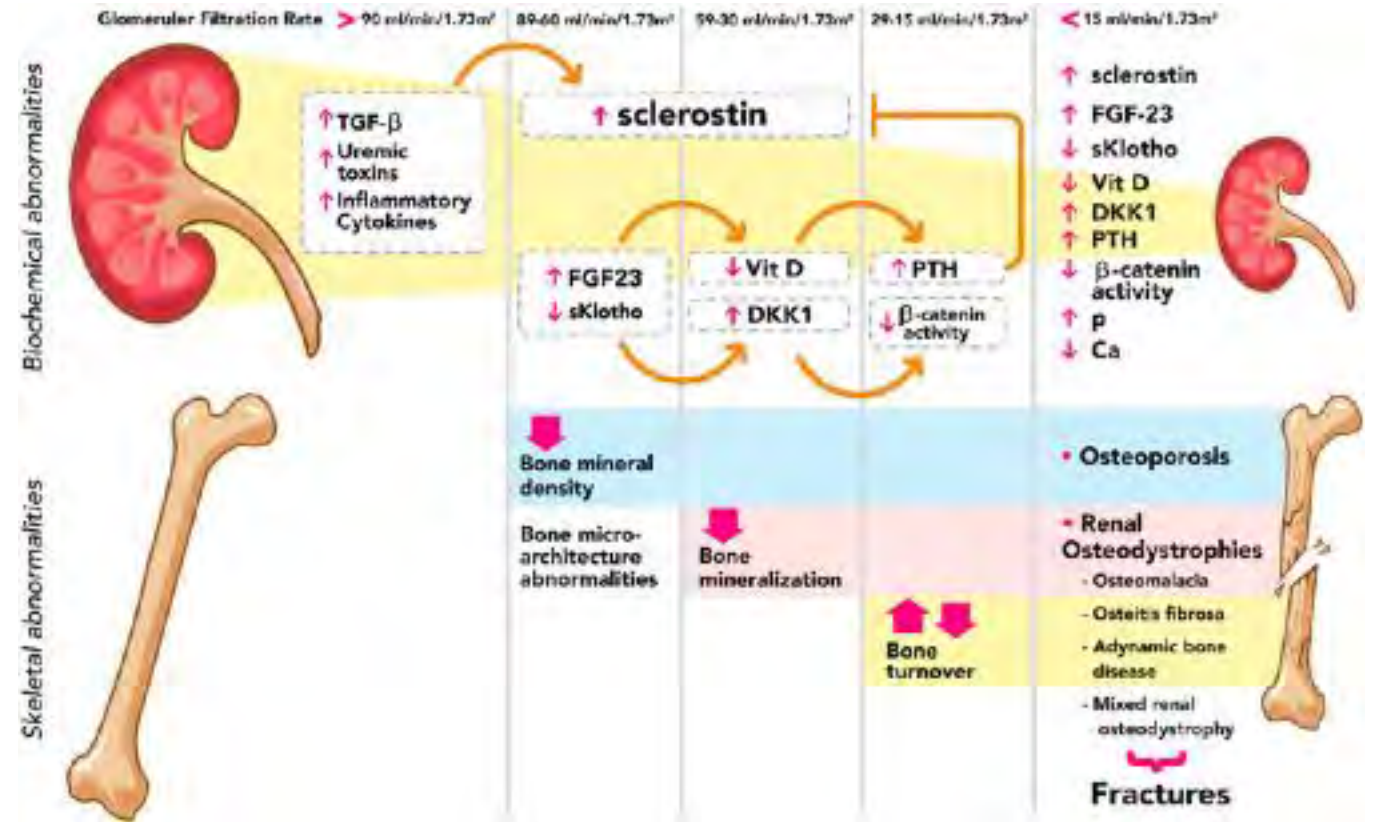 Glomeruler Filtration Rate > 90 ml/min/1.73m² 89-60 ml/min/1.73m² 59-30 ml/min/1.73m² 29-15 ml/min/1.73m² < 15 ml/min/1.73m²
Biochemical abnormalities
↑ TGF-β
↑ Uremic
toxins
↑ Inflammatory
Cytokines
↑ sclerostin
↑ FGF23
↓ sKlotho
↓ Vit D
↑ DKK1
↑ PTH
↓ β-catenin
activity
↑ sclerostin
↑ FGF-23
↓ sKlotho
↓ Vit D
↑ DKK1
↑ PTH
↓ β-catenin
activity
↑ P
↓ Ca
Skeletal abnormalities
Bone mineral
density
Bone micro-
architecture
abnormalities
Bone
mineralization
Bone
turnover
• Osteoporosis
• Renal
Osteodystrophies
- Osteomalacia
- Osteitis fibrosa
- Adynamic bone
disease
- Mixed renal
osteodystrophy
Fractures